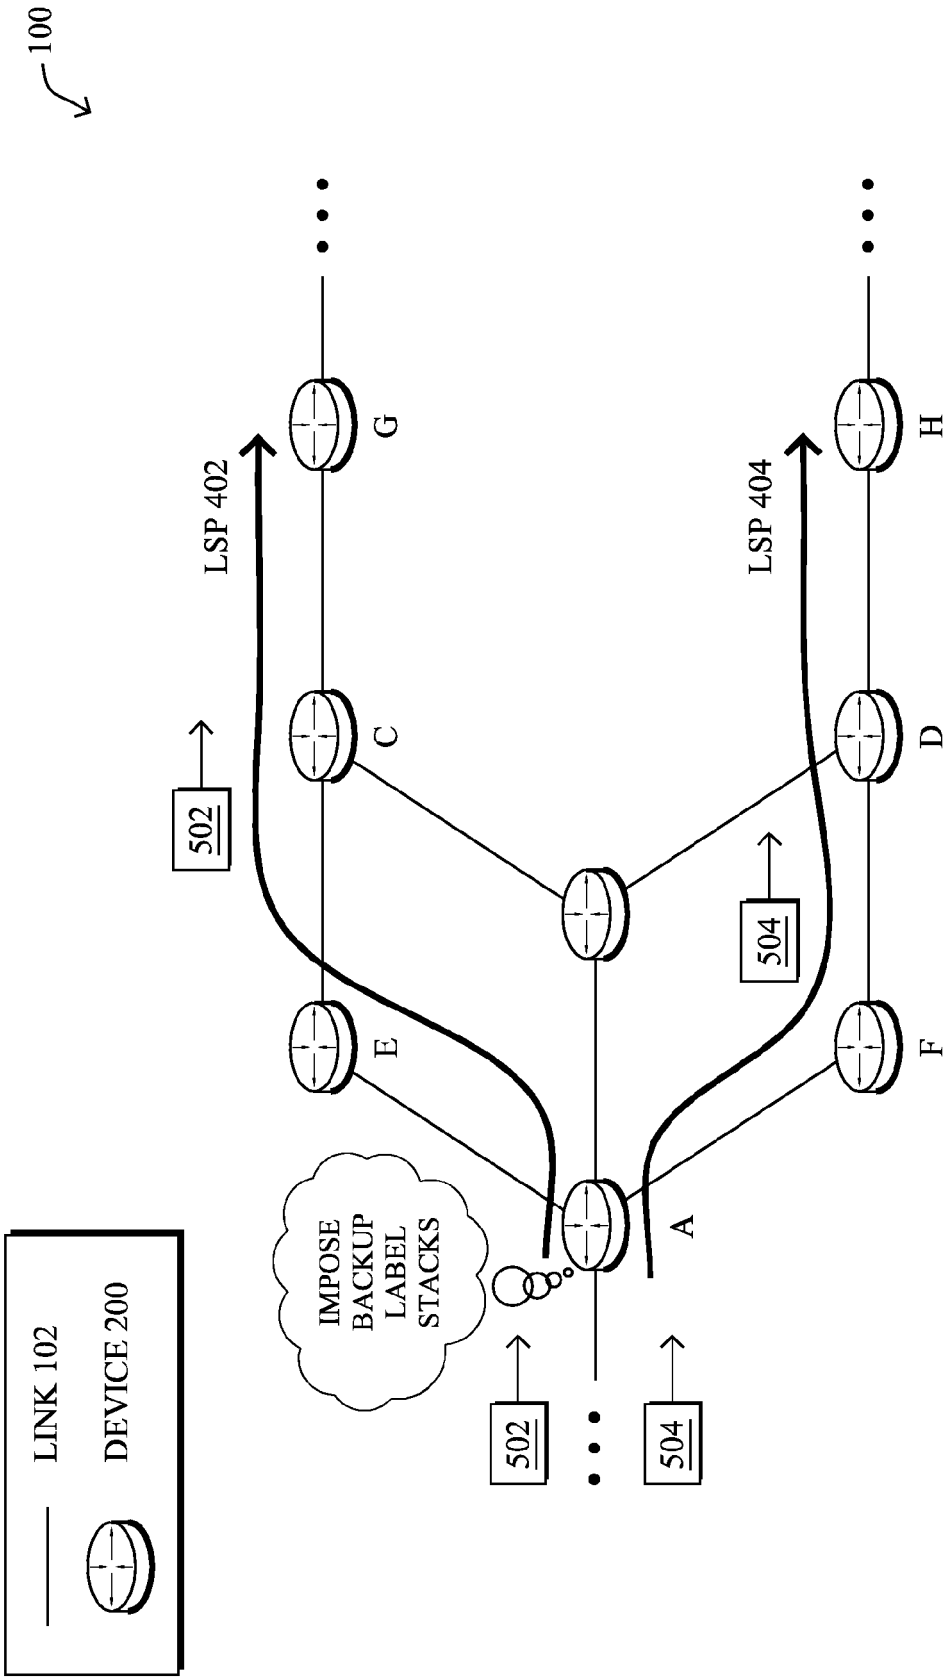 100
LINK 102
DEVICE 200
502
LSP 402
E
C
G
IMPOSE
BACKUP
LABEL
STACKS
502
A
504
504
LSP 404
F
D
H